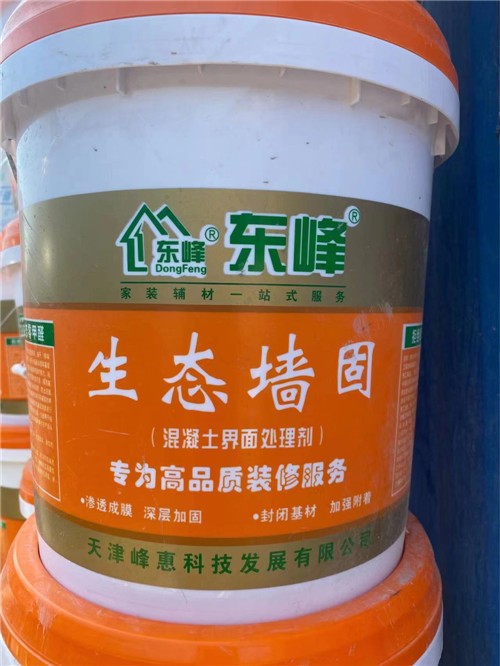 东峰® 东峰®
DongFeng
家装辅材一站式服务
生态墙固
（混凝土界面处理剂）
专为高品质装修服务
•渗透成膜 深层加固 •封闭基材 加强附着
天津峰惠科技发展有限公司
甲醛